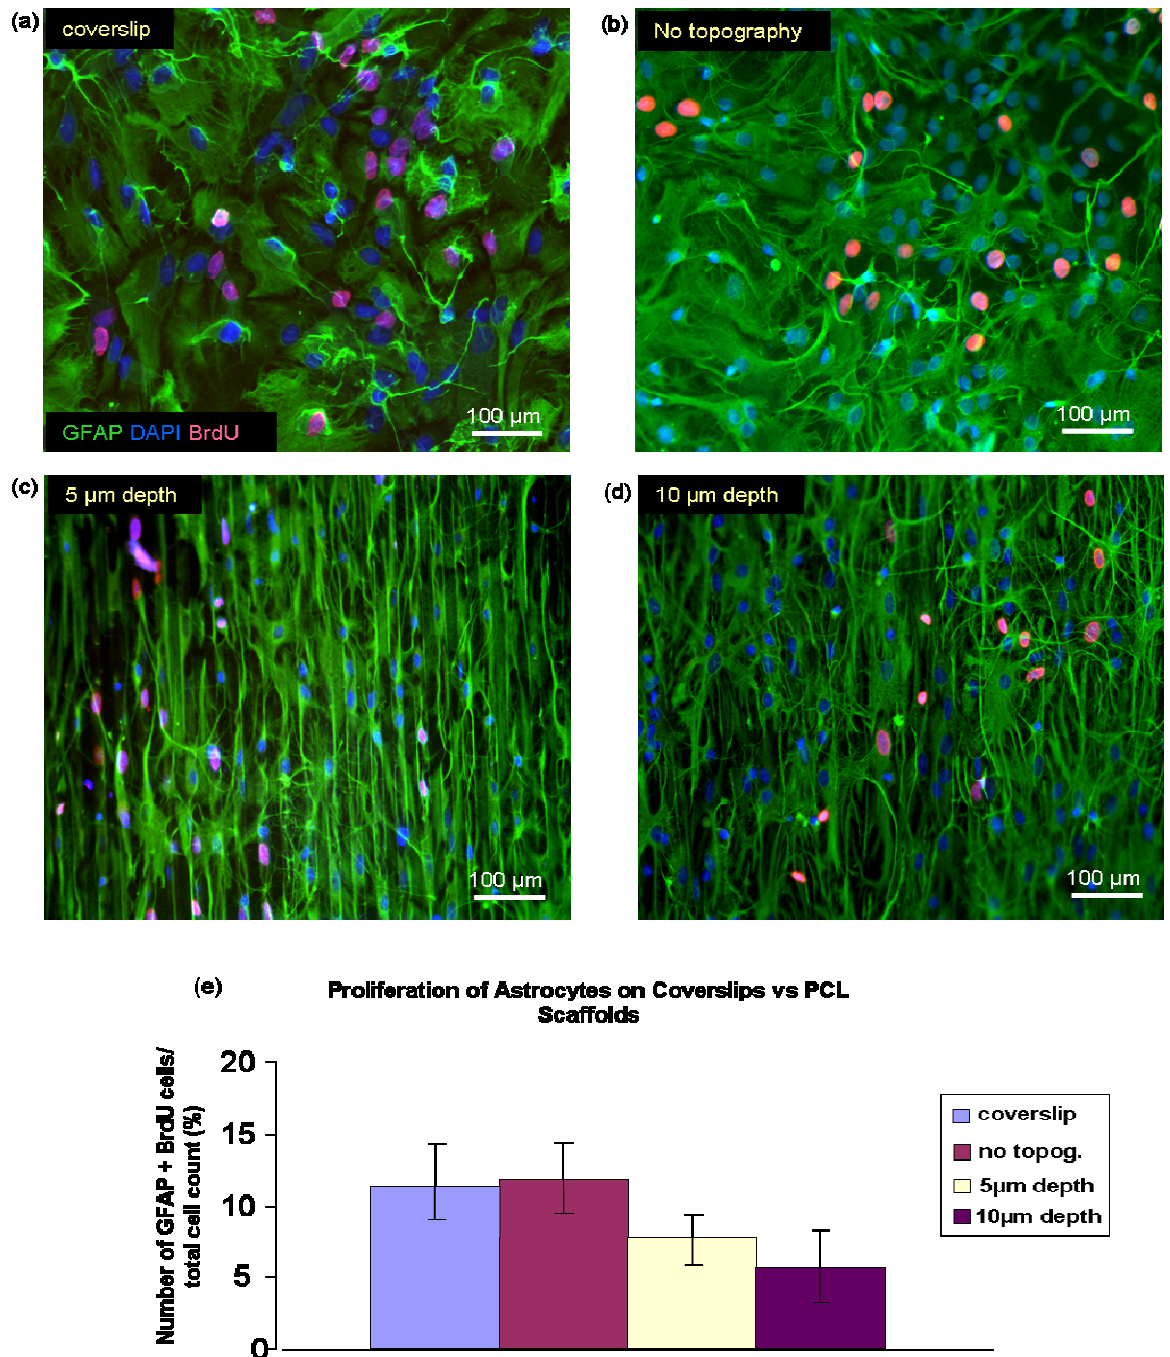 (a)
coverslip
GFAP DAPI BrdU
100 µm
(b)
No topography
100 µm
(c)
5 µm depth
100 µm
(d)
10 µm depth
100 µm
(e)
Proliferation of Astrocytes on Coverslips vs PCL
Scaffolds
Number of GFAP + BrdU cells/
total cell count (%)
20
15
10
5
0
coverslip
no topog.
5µm depth
10µm depth